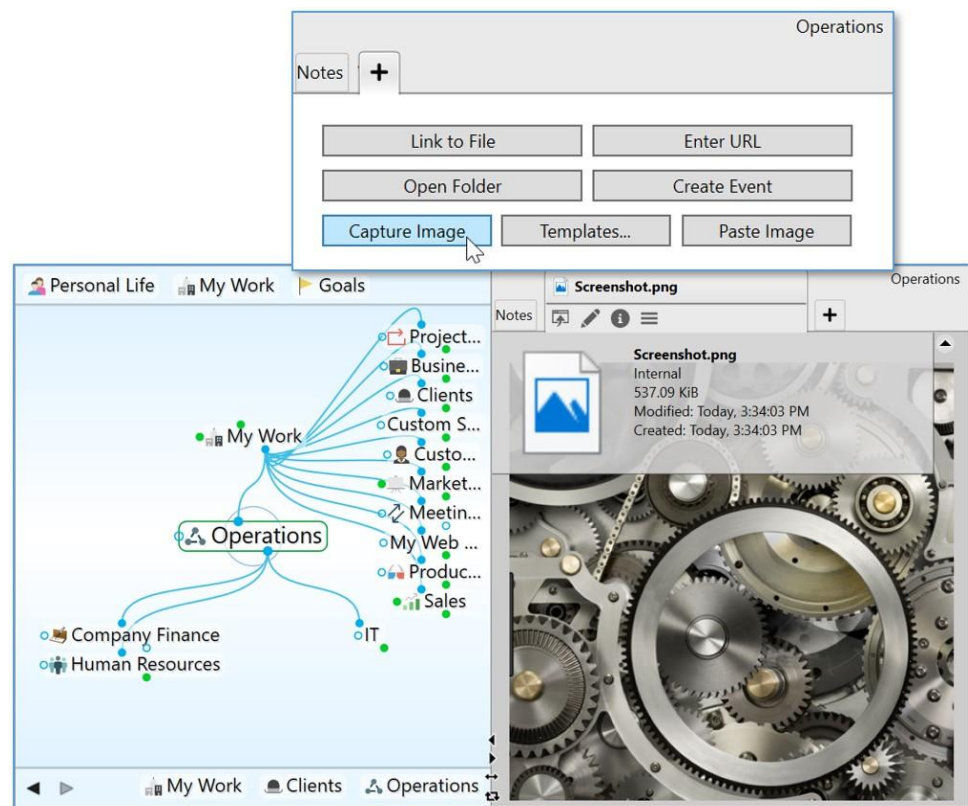 Operations
Notes
Link to File Enter URL
Open Folder Create Event
Capture Image Templates... Paste Image
Personal Life My Work Goals
Project...
Busine...
Clients
Custom S...
Custo...
Market...
Meetin...
My Web ...
Produc...
Sales
My Work
Operations
Company Finance
Human Resources
IT
My Work Clients Operations
Screenshot.png
Operations
Notes
Screenshot.png
Internal
537.09 KiB
Modified: Today, 3:34:03 PM
Created: Today, 3:34:03 PM